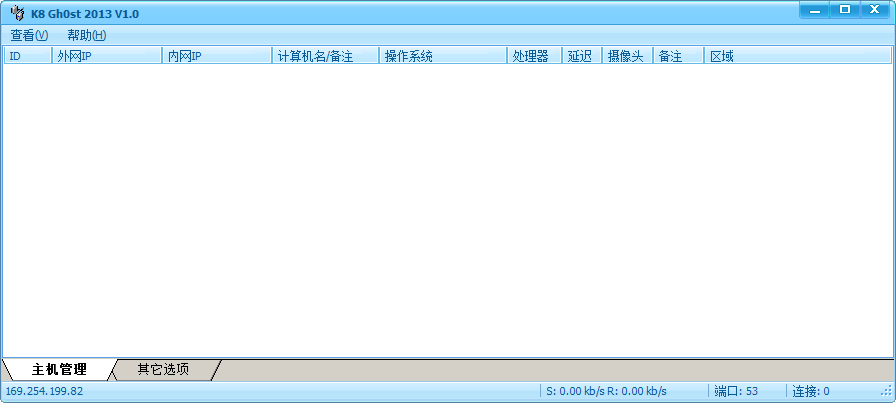 K8 Gh0st 2013 V1.0
查看(V) 帮助(H)
ID 外网IP 内网IP 计算机名/备注 操作系统 处理器 延迟 摄像头 备注 区域
主机管理 其它选项
169.254.199.82 S: 0.00 kb/s R: 0.00 kb/s 端口: 53 连接: 0